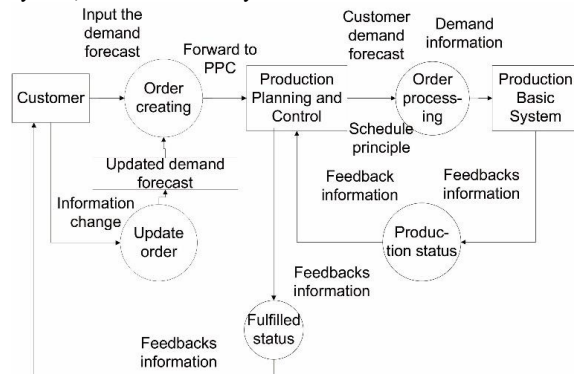 Input the
demand
forecast
Forward to
PPC
Customer
demand
forecast
Demand
information
Customer
Order
creating
Production
Planning and
Control
Order
process-
ing
Production
Basic
System
Schedule
principle
Updated demand
forecast
Feedback
information
Feedbacks
information
Information
change
Update
order
Produc-
tion status
Feedbacks
information
Fulfilled
status
Feedbacks
information